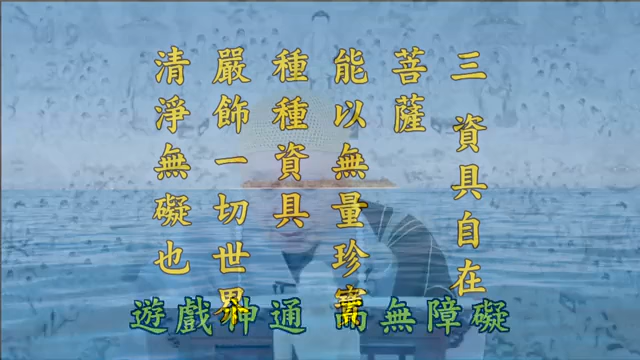 三 資具自在
菩薩
能以無量珍寶
種種資具
嚴飾一切世界
清淨無礙也
遊戲神通 無障礙